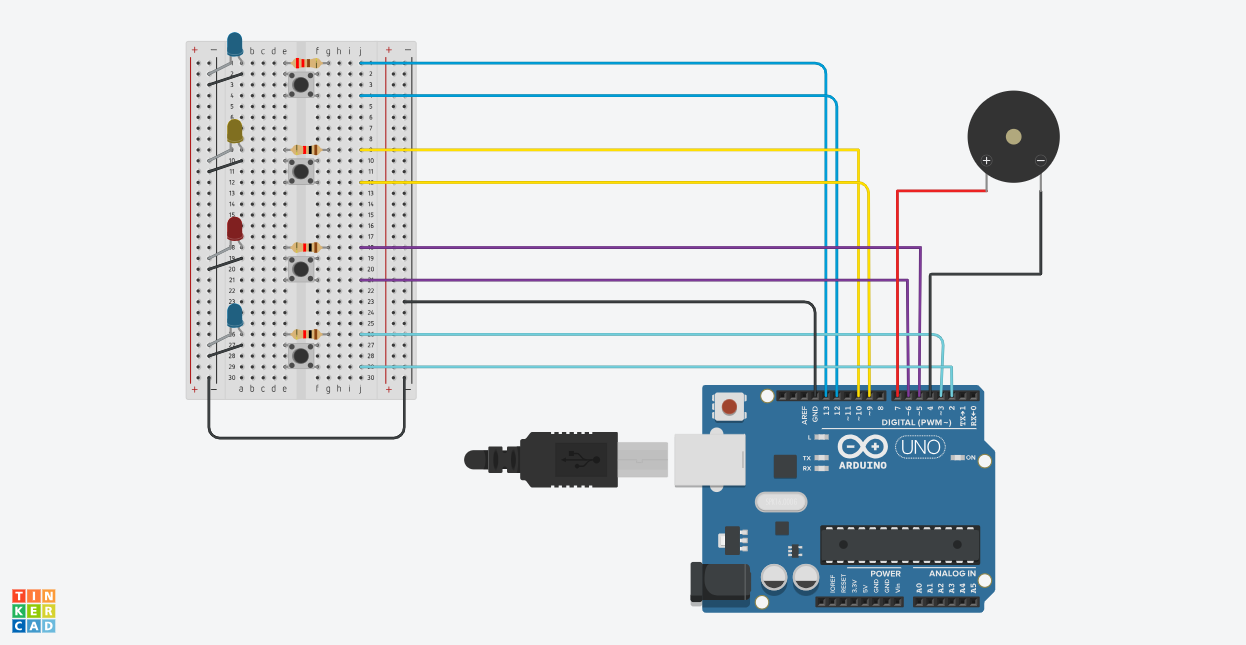 + − a b c d e f g h i j + −
1
2
3
4
5
6
7
8
10
11
12
13
14
15
16
17
18
19
20
21
22
23
24
25
26
27
28
29
30
+ − a b c d e f g h i j + −
+ −
AREF
GND
13
12
~11
~10
~9
8
7
~6
~5
4
~3
2
TX→1
RX←0
DIGITAL (PWM~)
L
TX
RX
ARDUINO
UNO
ON
POWER
ANALOG IN
IOREF
RESET
3.3V
5V
GND
GND
Vin
A0
A1
A2
A3
A4
A5
TIN
KER
CAD